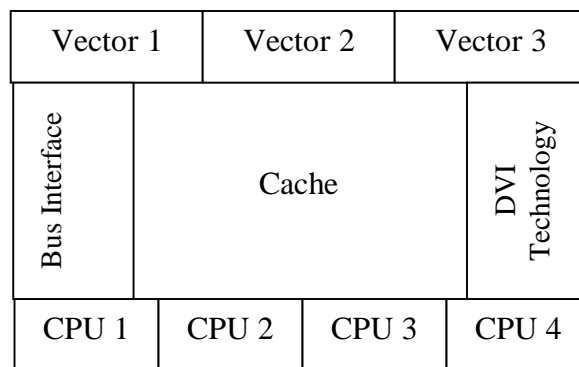 Vector 1
Vector 2
Vector 3
Bus Interface
Cache
DVI
Technology
CPU 1
CPU 2
CPU 3
CPU 4